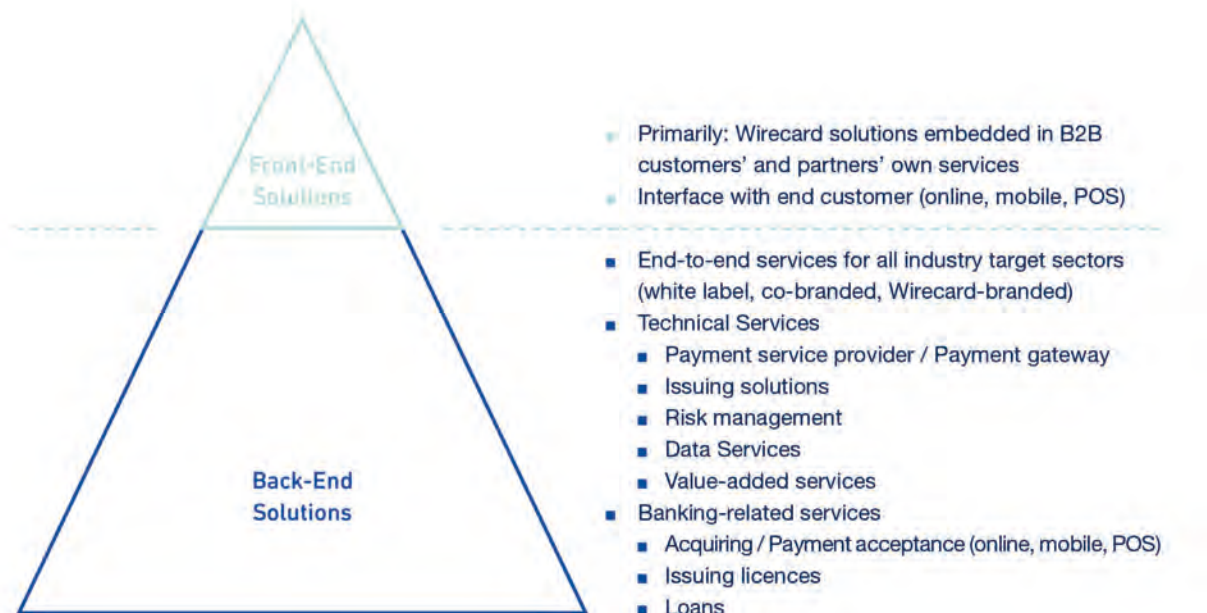 Front-End
Solutions
Primarily: Wirecard solutions embedded in B2B
customers' and partners' own services
Interface with end customer (online, mobile, POS)
End-to-end services for all industry target sectors
(white label, co-branded, Wirecard-branded)
Technical Services
Payment service provider / Payment gateway
Issuing solutions
Risk management
Data Services
Value-added services
Back-End
Solutions
Banking-related services
Acquiring / Payment acceptance (online, mobile, POS)
Issuing licences
Loans